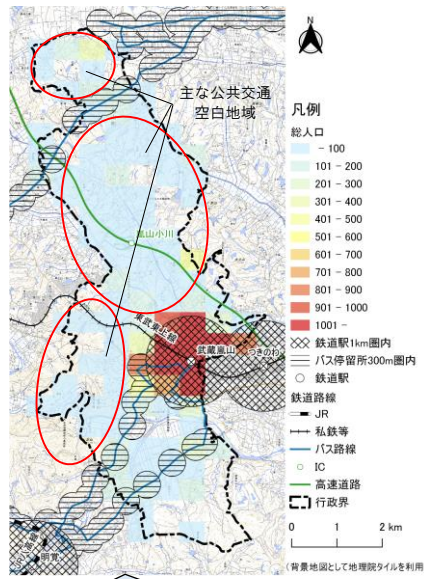 N
主な公共交通
空白地域
嵐山小川
東武東上線
武蔵嵐山
つきのわ
明覚
凡例
総人口
- 100
101 - 200
201 - 300
301 - 400
401 - 500
501 - 600
601 - 700
701 - 800
801 - 900
901 - 1000
1001 -
鉄道駅1km圏内
バス停留所300m圏内
鉄道駅
鉄道路線
JR
私鉄等
バス路線
IC
高速道路
行政界
0 1 2 km
(背景地図として地理院タイルを利用